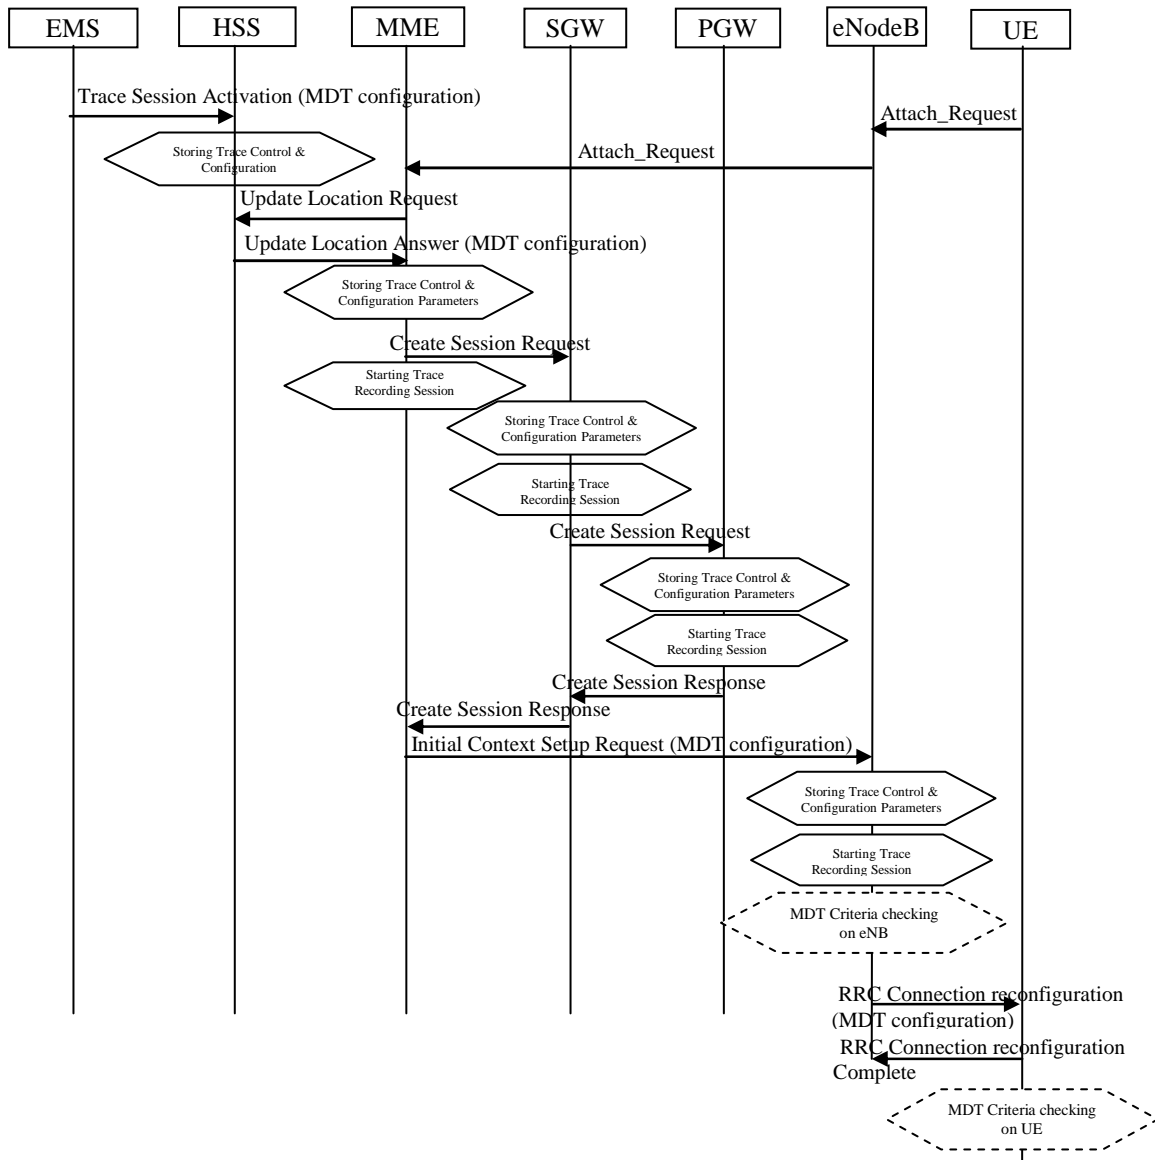 EMS
HSS
MME
SGW
PGW
eNodeB
UE
Trace Session Activation (MDT configuration)
Attach_Request
Storing Trace Control &
Configuration
Attach_Request
Update Location Request
Update Location Answer (MDT configuration)
Storing Trace Control &
Configuration Parameters
Create Session Request
Starting Trace
Recording Session
Storing Trace Control &
Configuration Parameters
Starting Trace
Recording Session
Create Session Request
Storing Trace Control &
Configuration Parameters
Starting Trace
Recording Session
Create Session Response
Create Session Response
Initial Context Setup Request (MDT configuration)
Storing Trace Control &
Configuration Parameters
Starting Trace
Recording Session
MDT Criteria checking
on eNB
RRC Connection reconfiguration
(MDT configuration)
RRC Connection reconfiguration
Complete
MDT Criteria checking
on UE